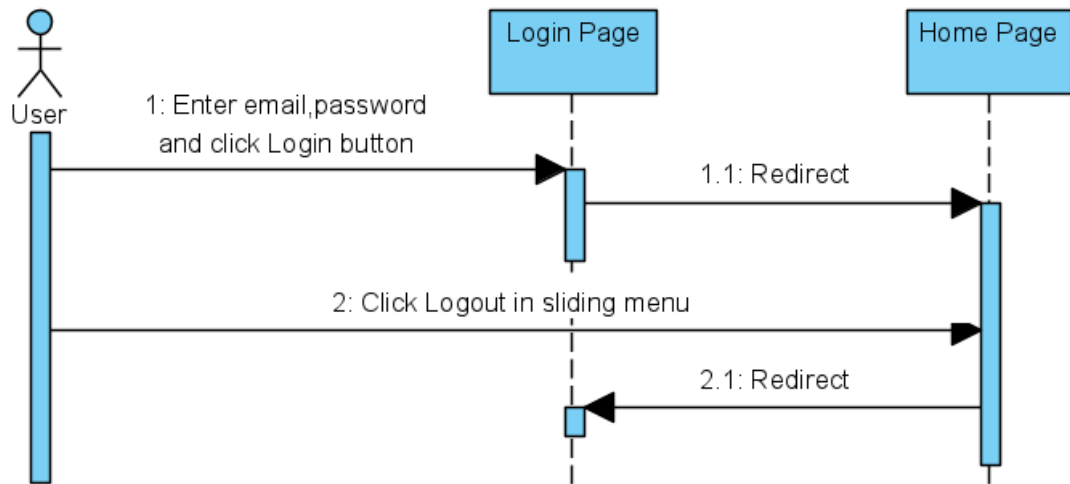 Login Page
Home Page
User
1: Enter email,password
and click Login button
1.1: Redirect
2: Click Logout in sliding menu
2.1: Redirect